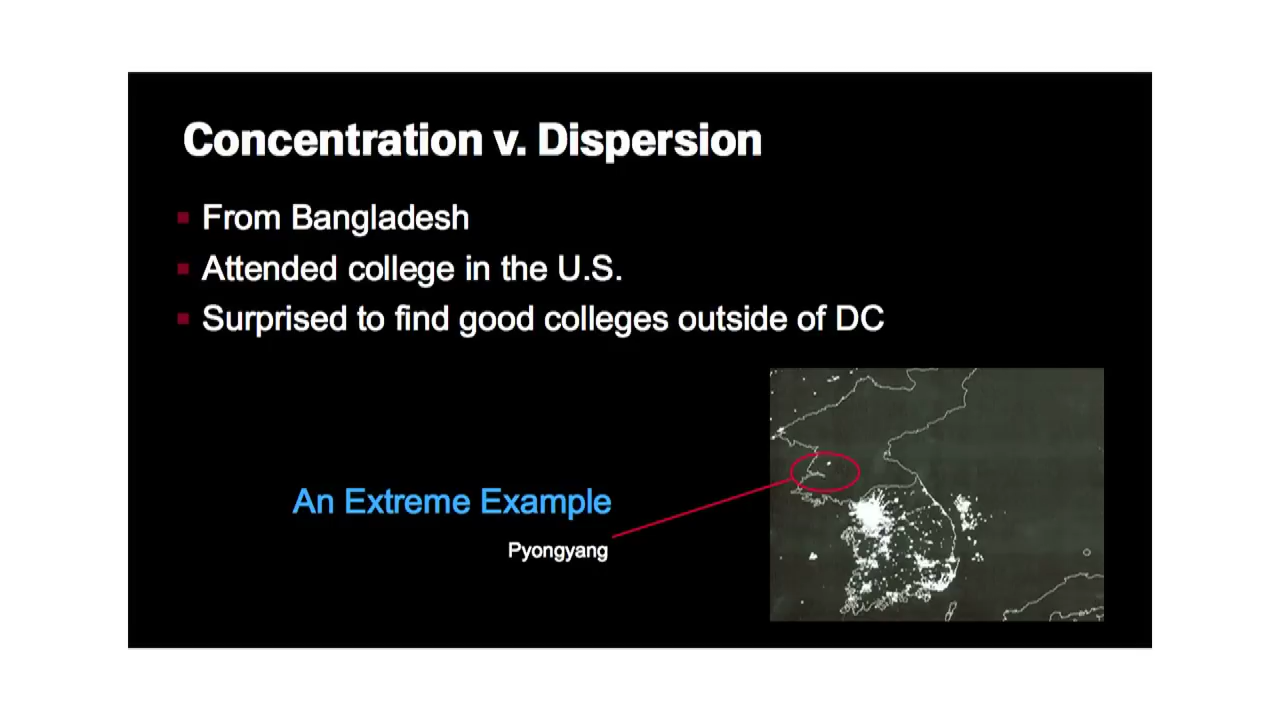 Concentration v. Dispersion
From Bangladesh
Attended college in the U.S.
Surprised to find good colleges outside of DC
An Extreme Example
Pyongyang